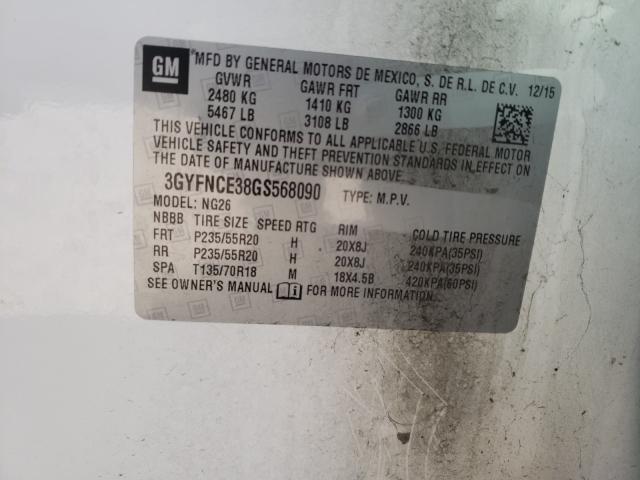 GM
MFD BY GENERAL MOTORS DE MEXICO, S. DE R.L. DE C.V. 12/15
GVWR GAWR FRT GAWR RR
2480 KG 1410 KG 1300 KG
5467 LB 3108 LB 2866 LB
THIS VEHICLE CONFORMS TO ALL APPLICABLE U.S. FEDERAL MOTOR
VEHICLE SAFETY AND THEFT PREVENTION STANDARDS IN EFFECT ON
THE DATE OF MANUFACTURE SHOWN ABOVE.
3GYFNCE38GS568090 TYPE: M.P.V.
MODEL: NG26
NBBB TIRE SIZE SPEED RTG RIM COLD TIRE PRESSURE
FRT P235/55R20 H 20X8J 240KPA(35PSI)
RR P235/55R20 H 20X8J 240KPA(35PSI)
SPA T135/70R18 M 18X4.5B 420KPA(60PSI)
SEE OWNER'S MANUAL i FOR MORE INFORMATION.